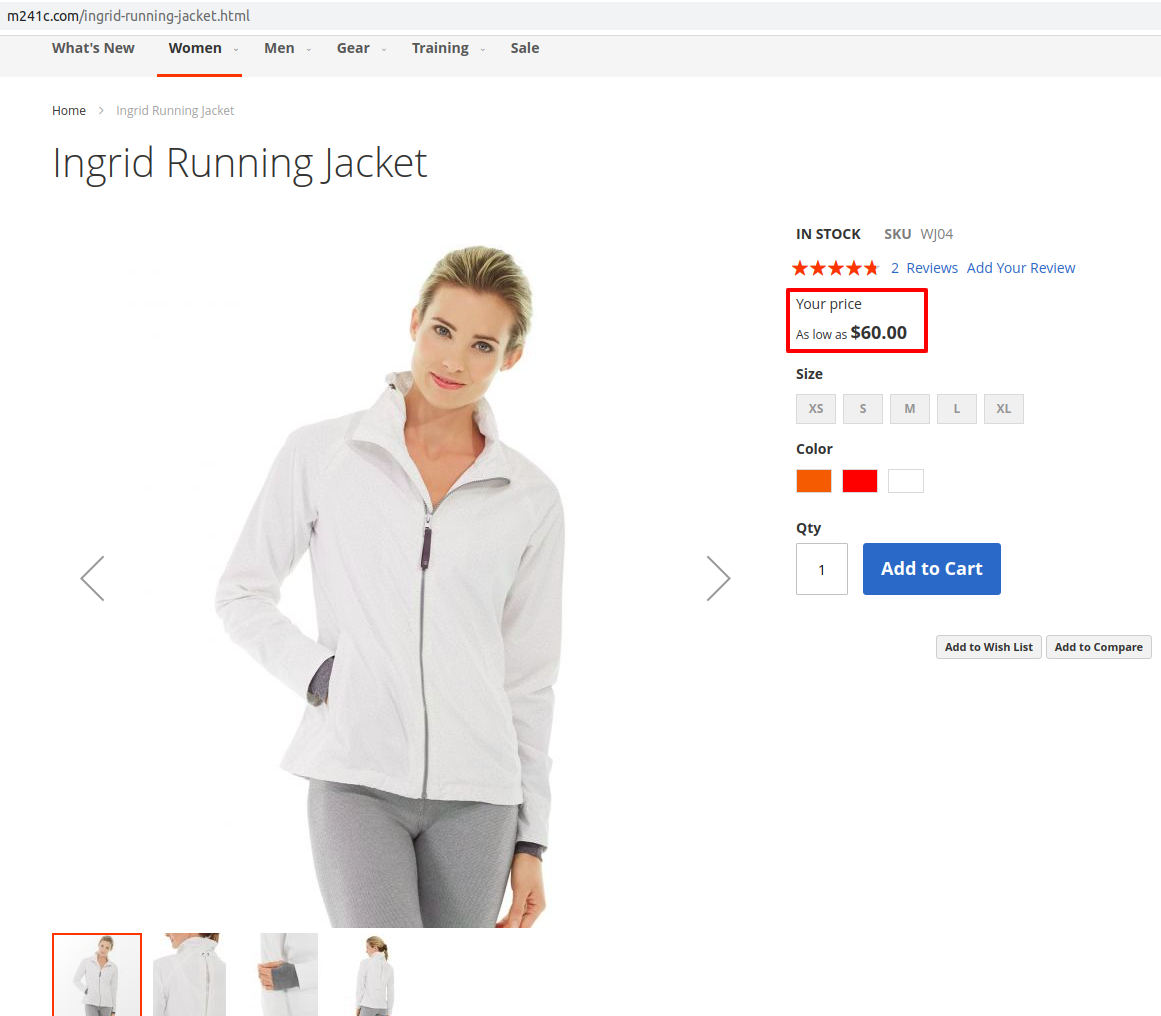 m241c.com/ingrid-running-jacket.html
What's New Women Men Gear Training Sale
Home > Ingrid Running Jacket
Ingrid Running Jacket
IN STOCK SKU WJ04
2 Reviews Add Your Review
Your price
As low as $60.00
Size
XS S M L XL
Color
Qty
1 Add to Cart
Add to Wish List Add to Compare